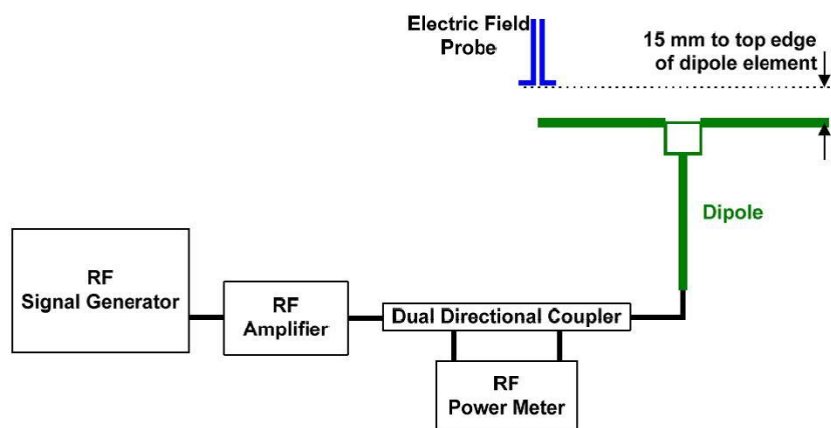 Electric Field
Probe
15 mm to top edge
of dipole element
Dipole
RF
Signal Generator
RF
Amplifier
Dual Directional Coupler
RF
Power Meter